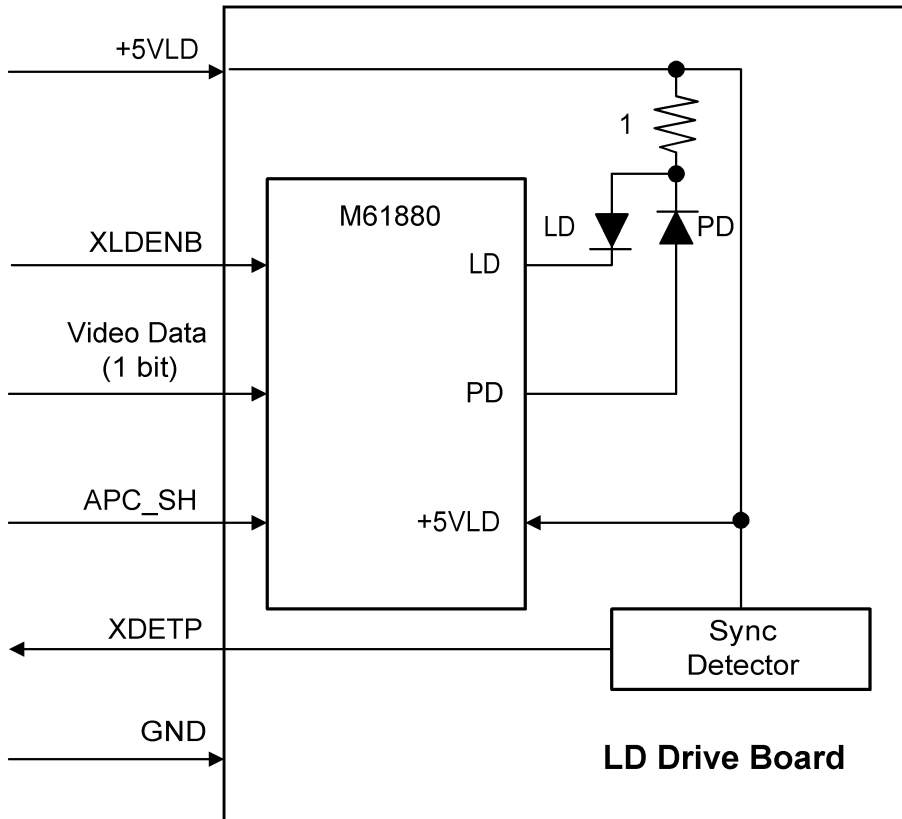 +5VLD
1
M61880
LD
PD
XLDENB
LD
Video Data
(1 bit)
PD
APC_SH
+5VLD
XDETP
Sync
Detector
GND
LD Drive Board